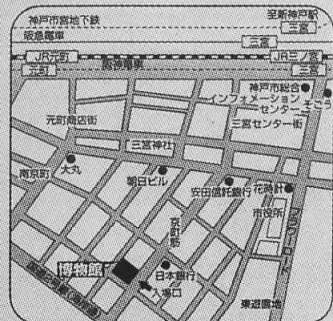 神戸市営地下鉄
至新神戸駅
三宮
阪急電車
三宮
JR元町
JR三ノ宮
元町
阪神電車
三宮
神戸市総合
インフォメーション
センター
そごう
元町商店街
三宮センター街
三宮神社
大丸
南京町
朝日ビル
安田信託銀行
花時計
市役所
京町筋
フラワーロード
博物館
日本銀行
入場口
東遊園地